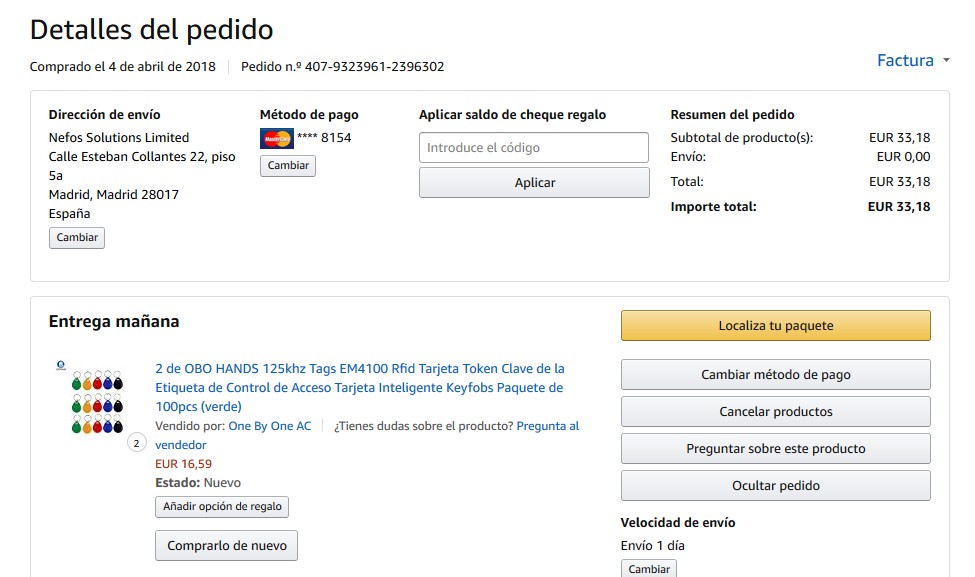 Detalles del pedido
Comprado el 4 de abril de 2018 Pedido n.º 407-9323961-2396302
Factura
Dirección de envío
Nefos Solutions Limited
Calle Esteban Collantes 22, piso
5a
Madrid, Madrid 28017
España
Cambiar
Método de pago
MasterCard **** 8154
Cambiar
Aplicar saldo de cheque regalo
Introduce el código
Aplicar
Resumen del pedido
Subtotal de producto(s): EUR 33,18
Envío: EUR 0,00
Total: EUR 33,18
Importe total: EUR 33,18
Entrega mañana
2
2 de OBO HANDS 125khz Tags EM4100 Rfid Tarjeta Token Clave de la
Etiqueta de Control de Acceso Tarjeta Inteligente Keyfobs Paquete de
100pcs (verde)
Vendido por: One By One AC ¿Tienes dudas sobre el producto? Pregunta al
vendedor
EUR 16,59
Estado: Nuevo
Añadir opción de regalo
Comprarlo de nuevo
Localiza tu paquete
Cambiar método de pago
Cancelar productos
Preguntar sobre este producto
Ocultar pedido
Velocidad de envío
Envío 1 día
Cambiar